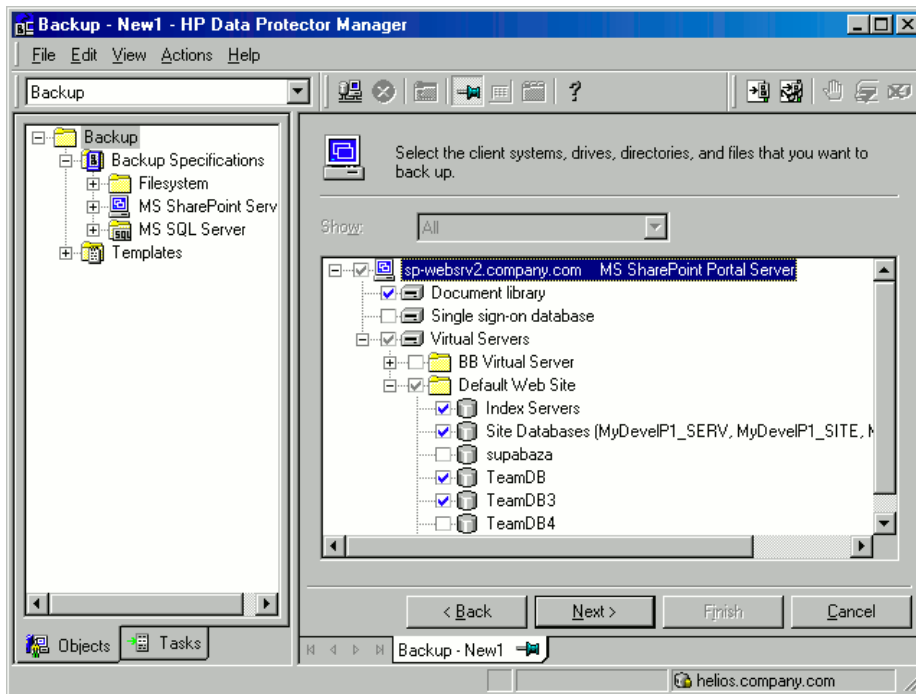 Backup - New1 - HP Data Protector Manager
File Edit View Actions Help
Backup
Backup
Backup Specifications
Filesystem
MS SharePoint Serv
MS SQL Server
Templates
Objects
Tasks
Select the client systems, drives, directories, and files that you want to
back up.
Show:
All
sp-websrv2.company.com MS SharePoint Portal Server
Document library
Single sign-on database
Virtual Servers
BB Virtual Server
Default Web Site
Index Servers
Site Databases (MyDevelP1_SERV, MyDevelP1_SITE, M
supabaza
TeamDB
TeamDB3
TeamDB4
< Back
Next >
Finish
Cancel
Backup - New1
helios.company.com